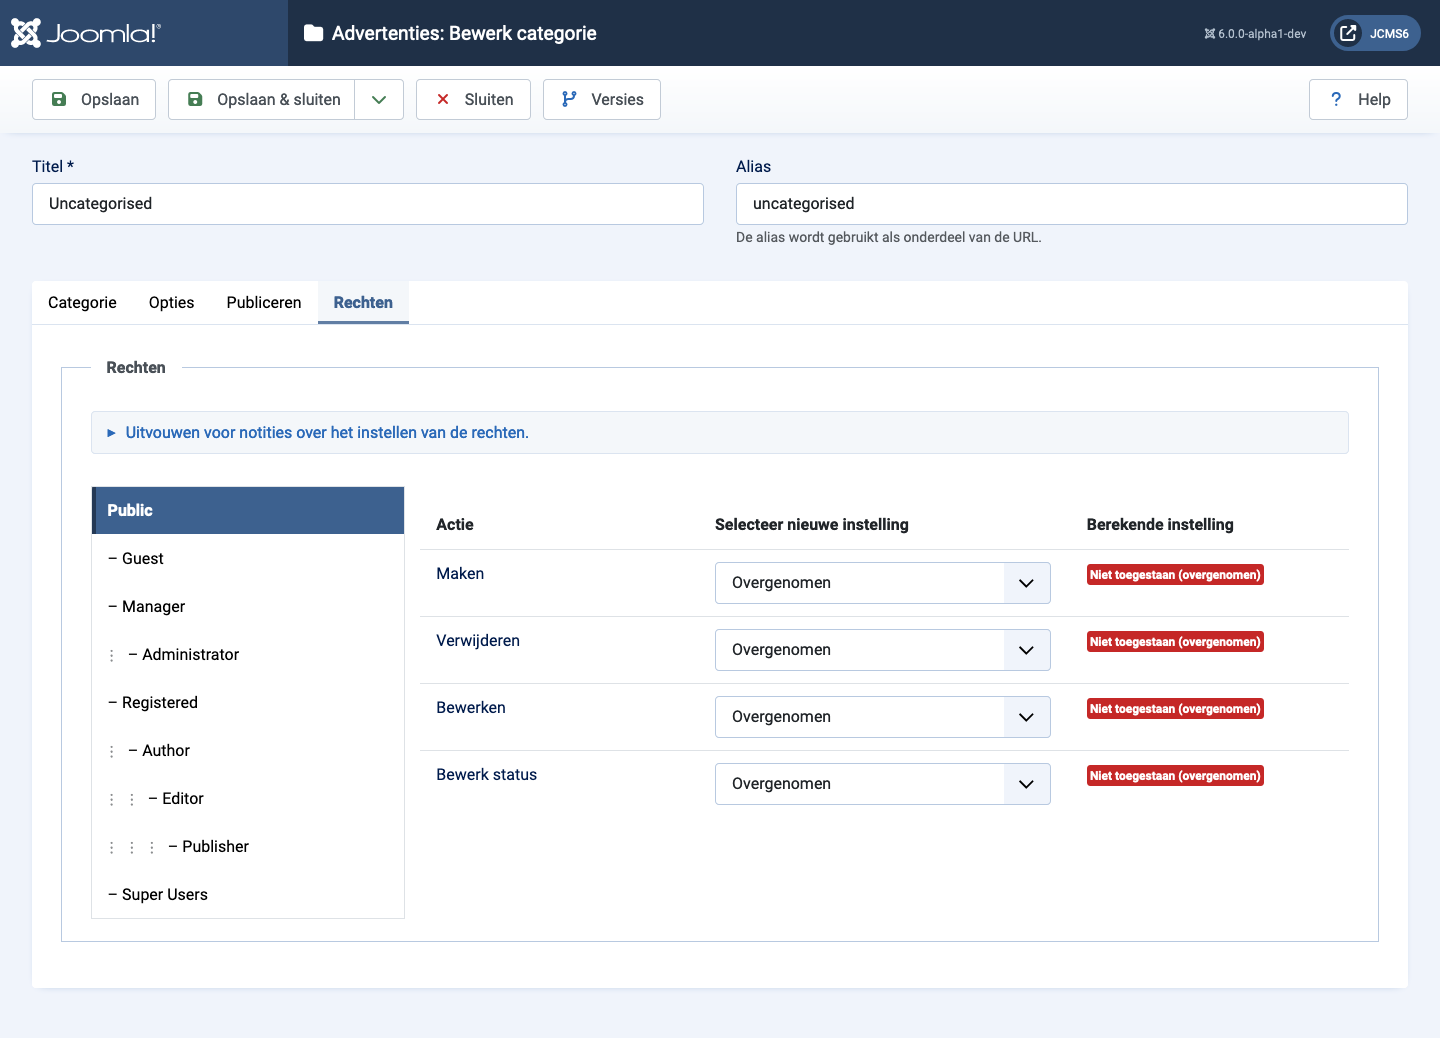 Joomla!
Advertenties: Bewerk categorie
6.0.0-alpha1-dev
JCMS6
Opslaan
Opslaan & sluiten
Sluiten
Versies
? Help
Titel *
Alias
Uncategorised
uncategorised
De alias wordt gebruikt als onderdeel van de URL.
Categorie
Opties
Publiceren
Rechten
Rechten
Uitvouwen voor notities over het instellen van de rechten.
Public
– Guest
– Manager
⋮ – Administrator
– Registered
⋮ – Author
⋮ ⋮ – Editor
⋮ ⋮ ⋮ – Publisher
– Super Users
Actie
Selecteer nieuwe instelling
Berekende instelling
Maken
Overgenomen
Niet toegestaan (overgenomen)
Verwijderen
Overgenomen
Niet toegestaan (overgenomen)
Bewerken
Overgenomen
Niet toegestaan (overgenomen)
Bewerk status
Overgenomen
Niet toegestaan (overgenomen)